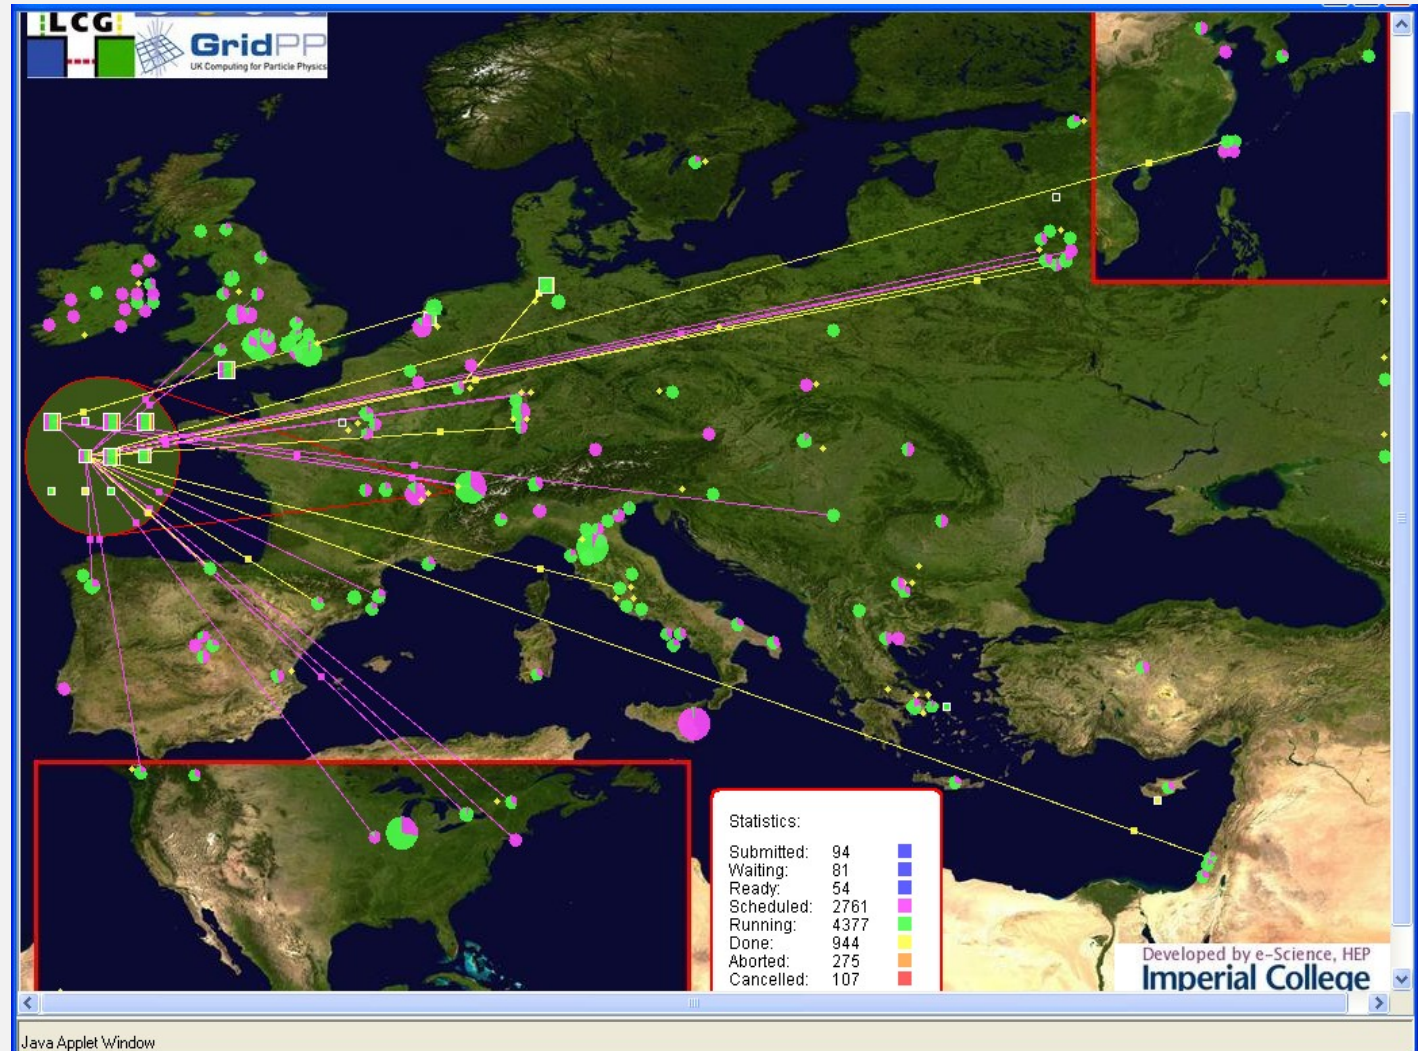 LCG
GridPP
UK Computing for Particle Physics
Statistics:
Submitted: 94
Waiting: 81
Ready: 54
Scheduled: 2761
Running: 4377
Done: 944
Aborted: 275
Cancelled: 107
Developed by e-Science, HEP
Imperial College
Java Applet Window